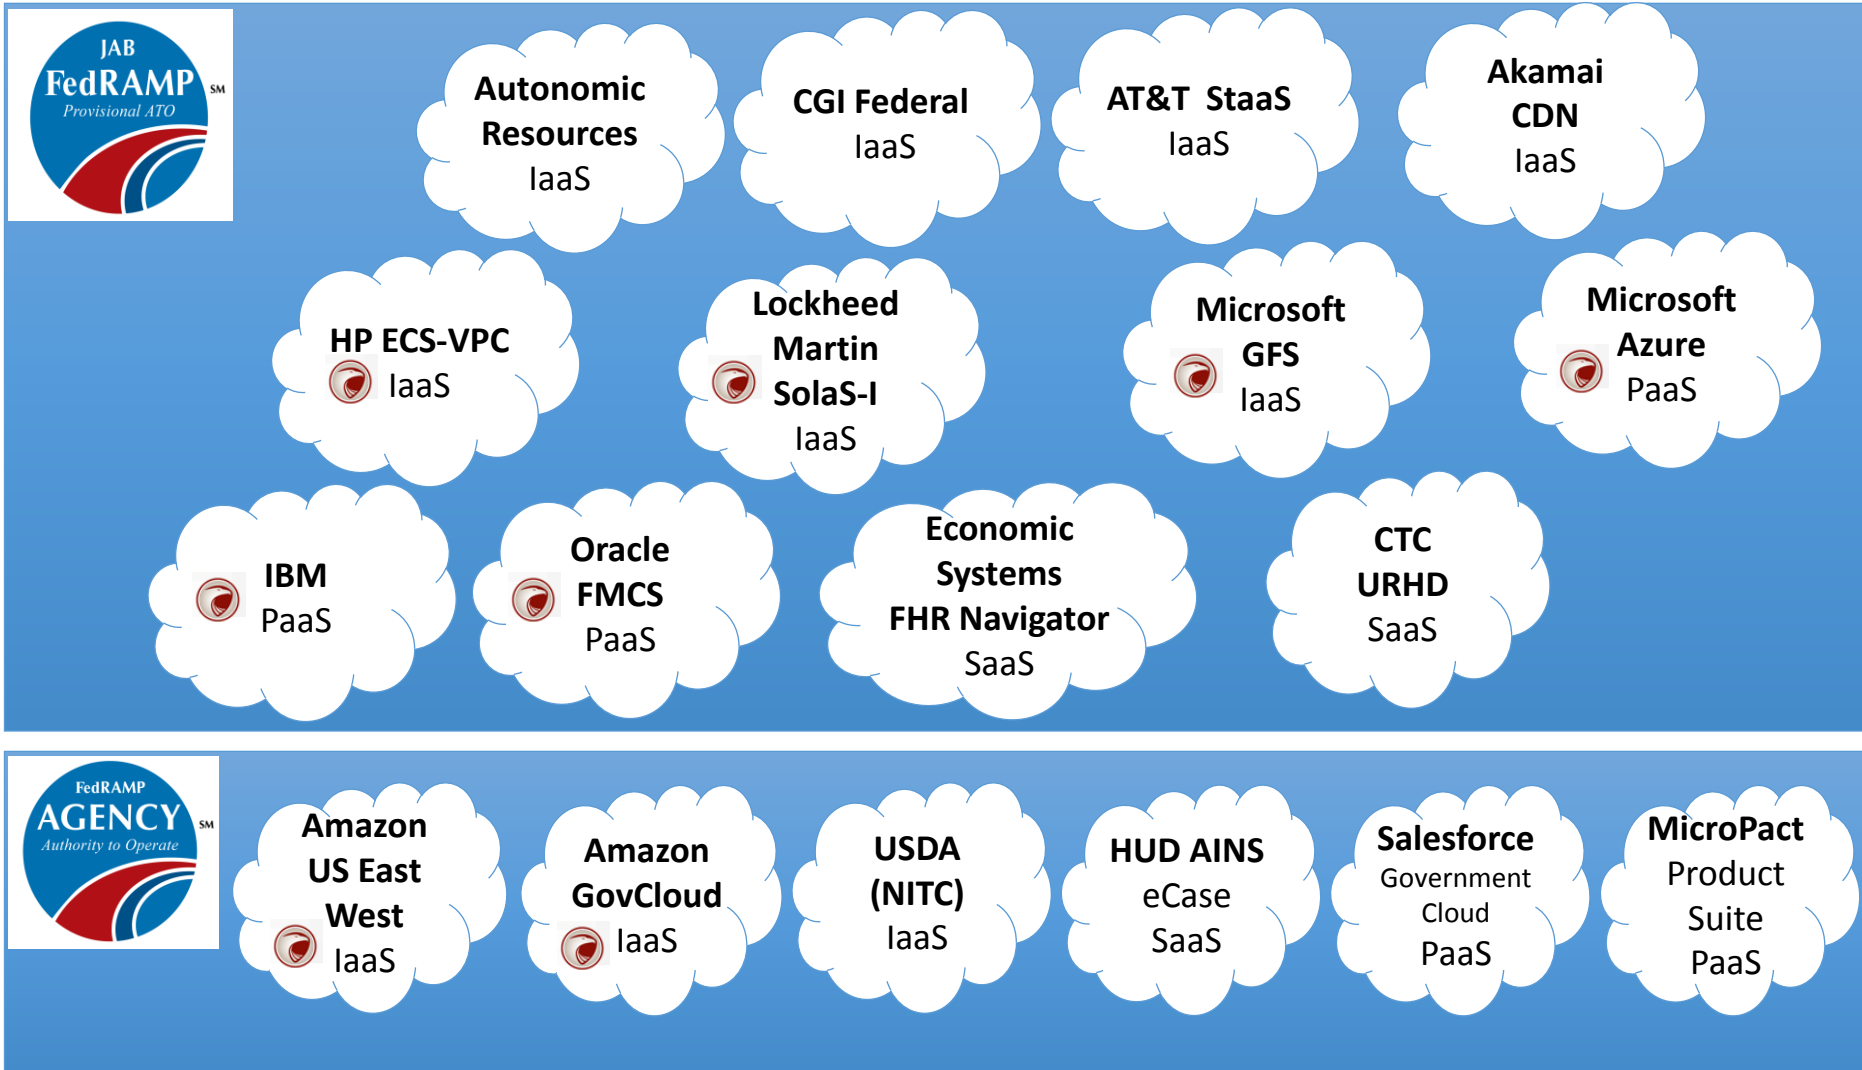 JAB
FedRAMP
SM
Provisional ATO
Autonomic
Resources
IaaS
CGI Federal
IaaS
AT&T StaaS
IaaS
Akamai
CDN
IaaS
HP ECS-VPC
IaaS
Lockheed
Martin
SolaS-I
IaaS
Microsoft
GFS
IaaS
Microsoft
Azure
PaaS
IBM
PaaS
Oracle
FMCS
PaaS
Economic
Systems
FHR Navigator
SaaS
CTC
URHD
SaaS
FedRAMP
AGENCY
SM
Authority to Operate
Amazon
US East
West
IaaS
Amazon
GovCloud
IaaS
USDA
(NITC)
IaaS
HUD AINS
eCase
SaaS
Salesforce
Government
Cloud
PaaS
MicroPact
Product
Suite
PaaS